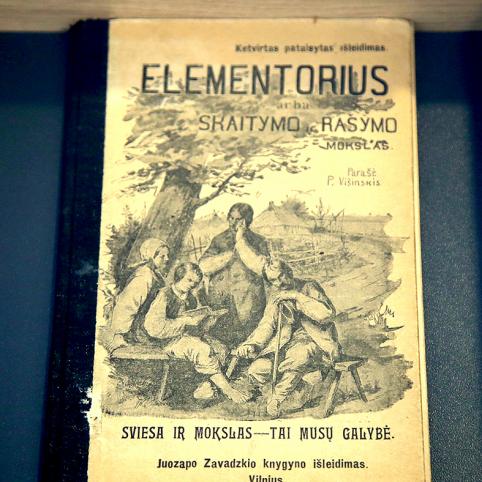 Ketvirtas pataisytas išleidimas.
ELEMENTORIUS
arba
SKAITYMO ir RAŠYMO
MOKSLAS.
Parašė
P. Višinskis
SVIESA IR MOKSLAS—TAI MUSŲ GALYBĖ.
Juozapo Zavadzkio knygyno išleidimas.
Vilnius